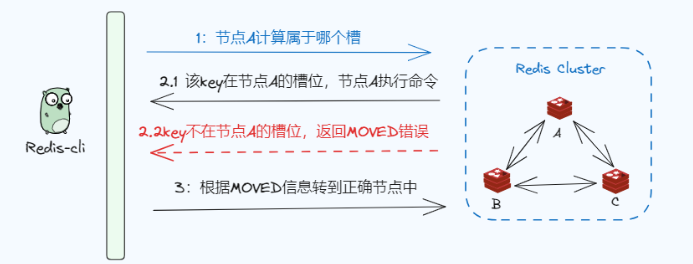 1：节点A计算属于哪个槽
Redis Cluster
2.1 该key在节点A的槽位，节点A执行命令
A
2.2key不在节点A的槽位，返回MOVED错误
Redis-cli
3：根据MOVED信息转到正确节点中
B
C